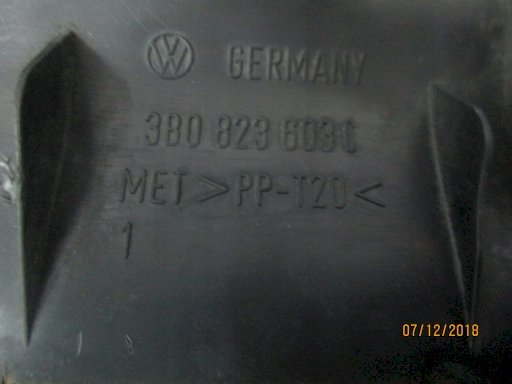 VW GERMANY
3B0 823 603 C
MET >PP-T20<
1
07/12/2018